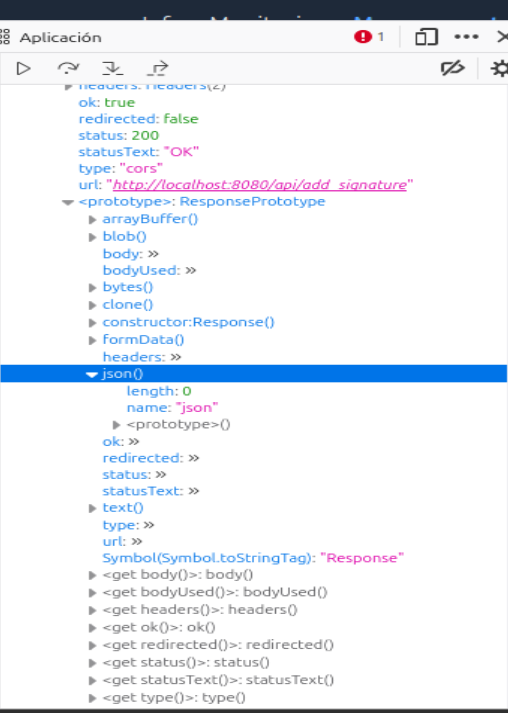 Aplicación
1
headers: Headers(2)
ok: true
redirected: false
status: 200
statusText: "OK"
type: "cors"
url: "http://localhost:8080/api/add_signature"
<prototype>: ResponsePrototype
arrayBuffer()
blob()
body: »
bodyUsed: »
bytes()
clone()
constructor:Response()
formData()
headers: »
json()
length: 0
name: "json"
<prototype>()
ok: »
redirected: »
status: »
statusText: »
text()
type: »
url: »
Symbol(Symbol.toStringTag): "Response"
<get body()>: body()
<get bodyUsed()>: bodyUsed()
<get headers()>: headers()
<get ok()>: ok()
<get redirected()>: redirected()
<get status()>: status()
<get statusText()>: statusText()
<get type()>: type()